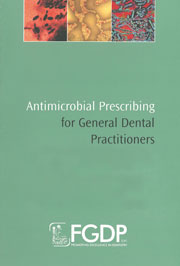 Antimicrobial Prescribing
for General Dental
Practitioners
FGDP